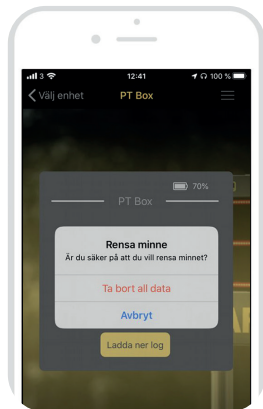 3 12:41 100 %
Välj enhet PT Box
70%
PT Box
Rensa minne
Är du säker på att du vill rensa minnet?
Ta bort all data
Avbryt
Ladda ner log